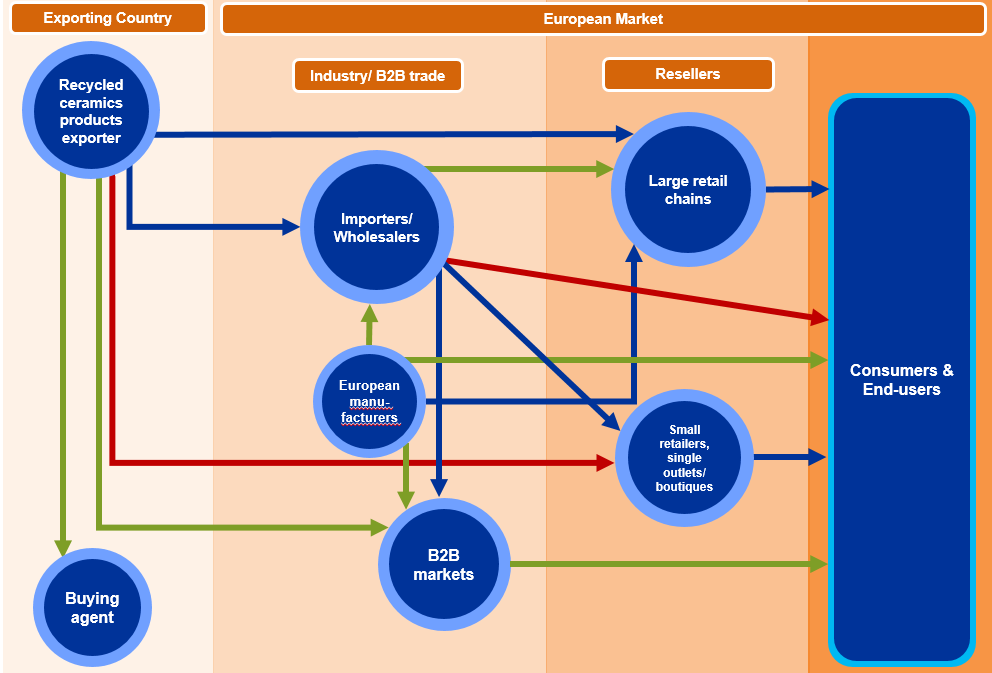 Exporting Country
European Market
Industry/ B2B trade
Resellers
Recycled
ceramics
products
exporter
Importers/
Wholesalers
Large retail
chains
European
manu-
facturers
Small
retailers,
single
outlets/
boutiques
Consumers &
End-users
B2B
markets
Buying
agent